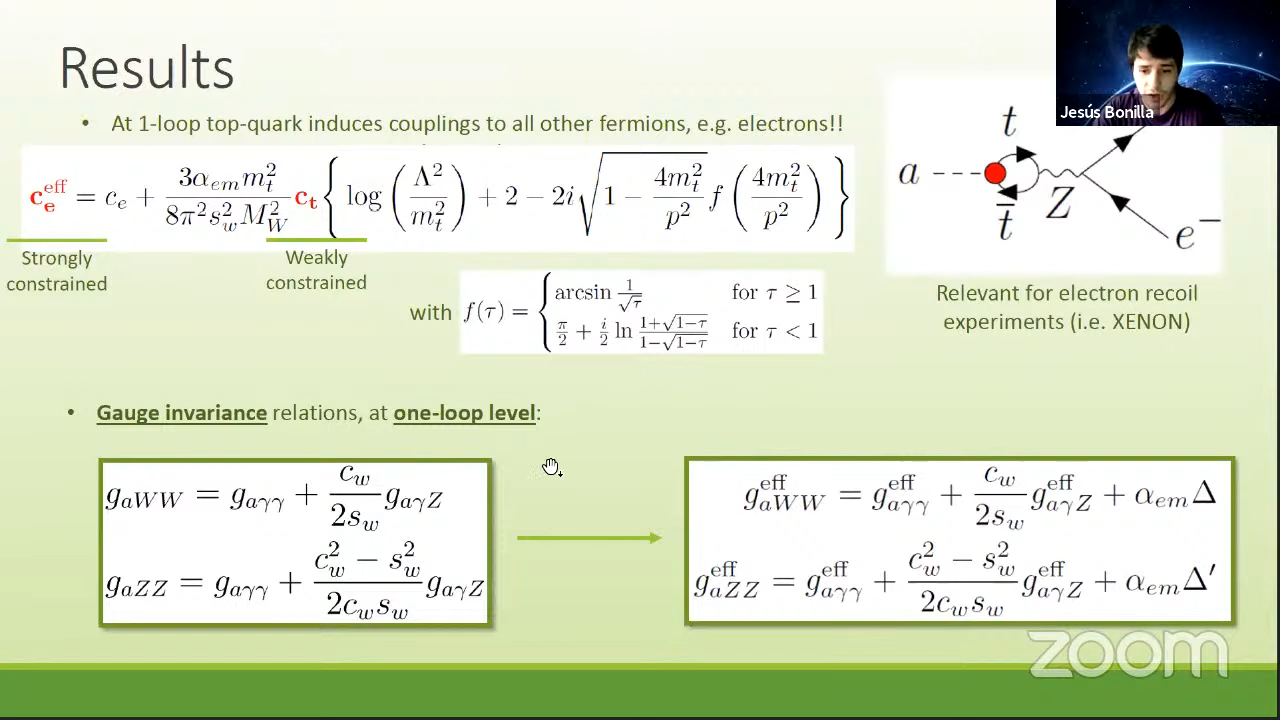 Results
Jesús Bonilla
• At 1-loop top-quark induces couplings to all other fermions, e.g. electrons!!
c_e^eff = c_e + 3α_em m_t^2 / 8π^2 s_w^2 M_W^2 c_t { log (Λ^2 / m_t^2) + 2 − 2i √(1 − 4m_t^2 / p^2) f (4m_t^2 / p^2) }
Strongly
constrained
Weakly
constrained
with f(τ) = { arcsin 1/√τ for τ ≥ 1
π/2 + i/2 ln (1+√(1−τ)) / (1−√(1−τ)) for τ < 1
a
t
t̄
Z
e^−
Relevant for electron recoil
experiments (i.e. XENON)
• Gauge invariance relations, at one-loop level:
g_aWW = g_aγγ + c_w / 2s_w g_aγZ
g_aZZ = g_aγγ + (c_w^2 − s_w^2) / 2c_w s_w g_aγZ
g_aWW^eff = g_aγγ^eff + c_w / 2s_w g_aγZ^eff + α_em Δ
g_aZZ^eff = g_aγγ^eff + (c_w^2 − s_w^2) / 2c_w s_w g_aγZ^eff + α_em Δ′
zoom